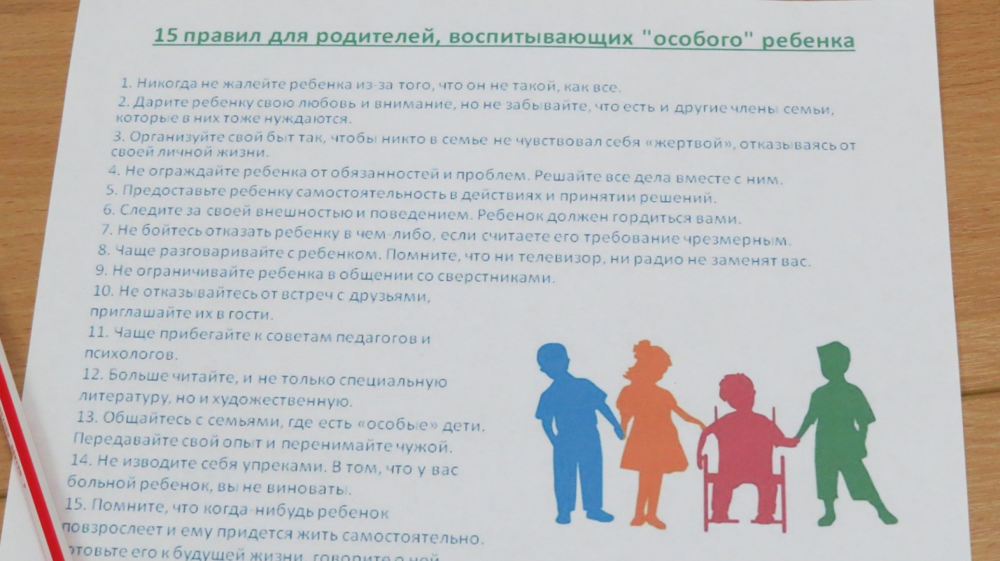 15 правил для родителей, воспитывающих "особого" ребенка
1. Никогда не жалейте ребенка из-за того, что он не такой, как все.
2. Дарите ребенку свою любовь и внимание, но не забывайте, что есть и другие члены семьи,
которые в них тоже нуждаются.
3. Организуйте свой быт так, чтобы никто в семье не чувствовал себя «жертвой», отказываясь от
своей личной жизни.
4. Не ограждайте ребенка от обязанностей и проблем. Решайте все дела вместе с ним.
5. Предоставьте ребенку самостоятельность в действиях и принятии решений.
6. Следите за своей внешностью и поведением. Ребенок должен гордиться вами.
7. Не бойтесь отказать ребенку в чем-либо, если считаете его требование чрезмерным.
8. Чаще разговаривайте с ребенком. Помните, что ни телевизор, ни радио не заменят вас.
9. Не ограничивайте ребенка в общении со сверстниками.
10. Не отказывайтесь от встреч с друзьями,
приглашайте их в гости.
11. Чаще прибегайте к советам педагогов и
психологов.
12. Больше читайте, и не только специальную
литературу, но и художественную.
13. Общайтесь с семьями, где есть «особые» дети.
Передавайте свой опыт и перенимайте чужой.
14. Не изводите себя упреками. В том, что у вас
больной ребенок, вы не виноваты.
15. Помните, что когда-нибудь ребенок
повзрослеет и ему придется жить самостоятельно.
его к будущей жизни, говорите о ней